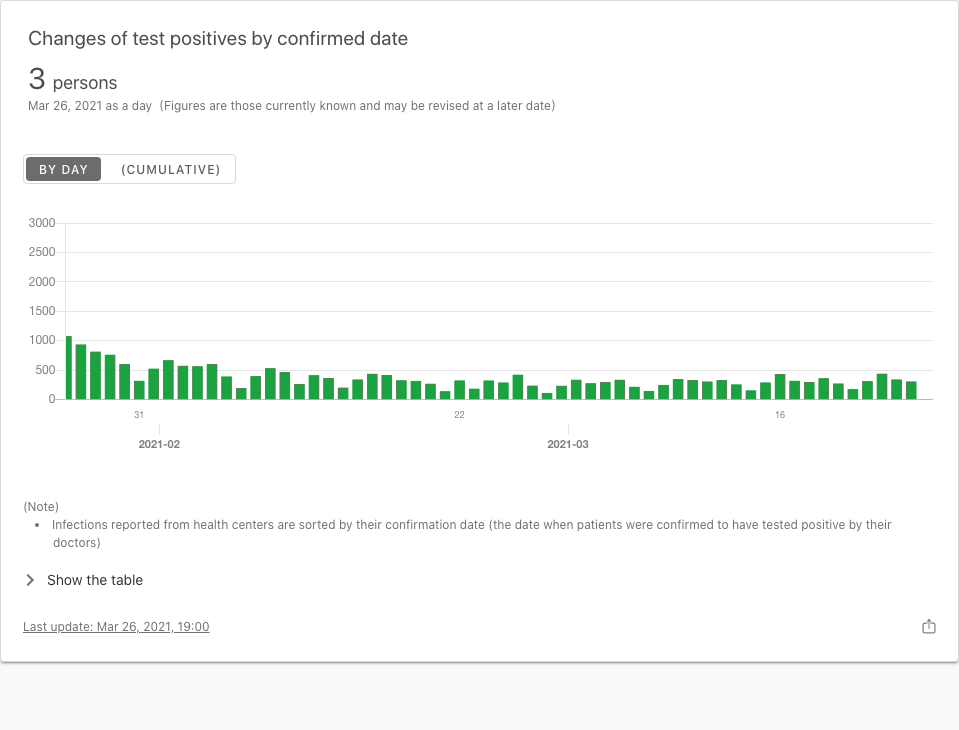 Changes of test positives by confirmed date
3 persons
Mar 26, 2021 as a day (Figures are those currently known and may be revised at a later date)
BY DAY (CUMULATIVE)
3000
2500
2000
1500
1000
500
0
31 22 16
2021-02 2021-03
(Note)
• Infections reported from health centers are sorted by their confirmation date (the date when patients were confirmed to have tested positive by their
doctors)
Show the table
Last update: Mar 26, 2021, 19:00